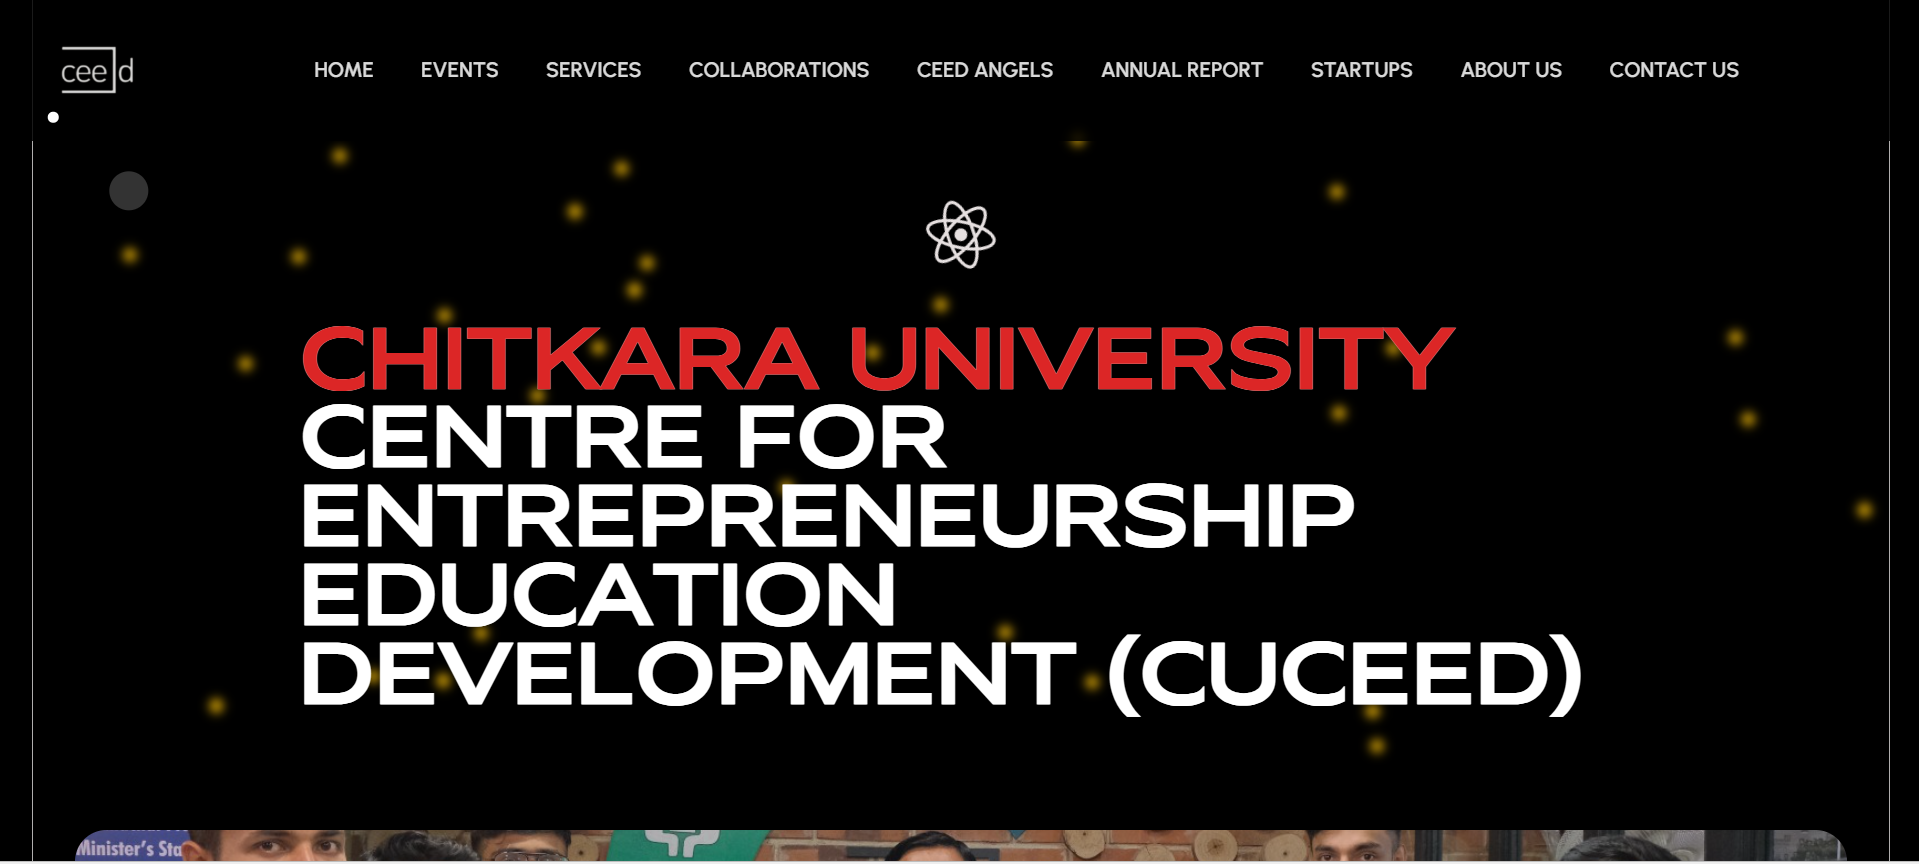 ceed
HOME EVENTS SERVICES COLLABORATIONS CEED ANGELS ANNUAL REPORT STARTUPS ABOUT US CONTACT US
CHITKARA UNIVERSITY
CENTRE FOR
ENTREPRENEURSHIP
EDUCATION
DEVELOPMENT (CUCEED)
Minister's Sta